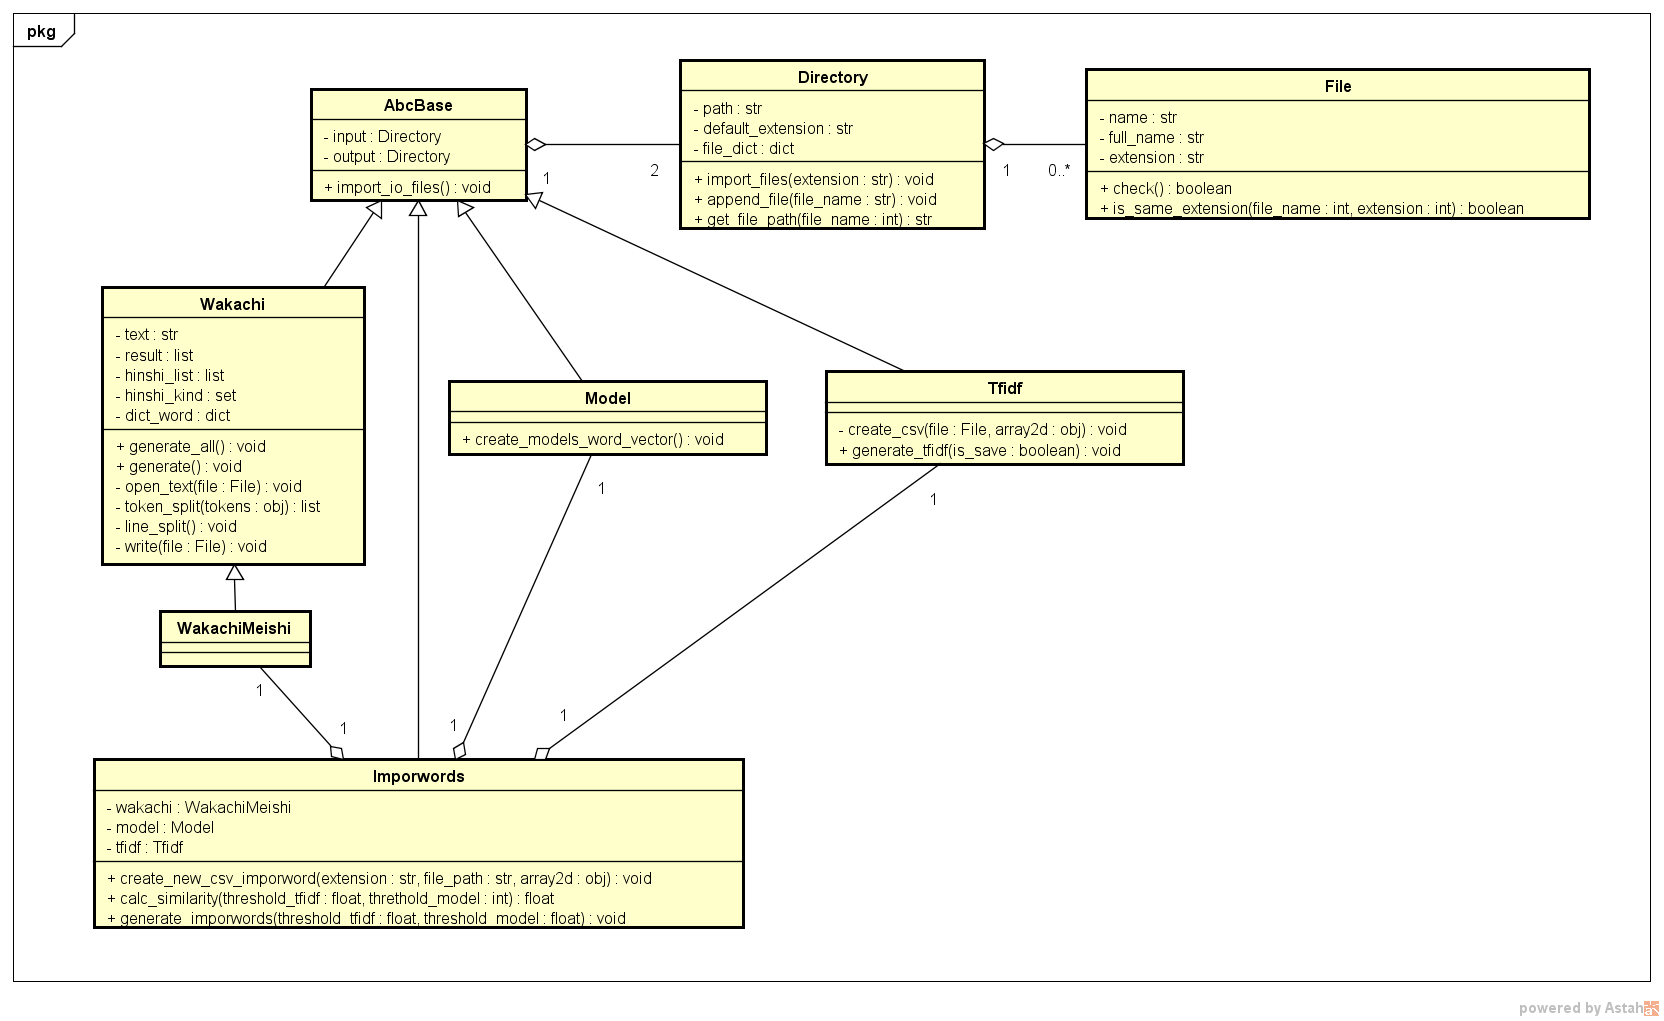 pkg
AbcBase
- input : Directory
- output : Directory
+ import_io_files() : void
1
2
Directory
- path : str
- default_extension : str
- file_dict : dict
+ import_files(extension : str) : void
+ append_file(file_name : str) : void
+ get_file_path(file_name : int) : str
1
0..*
File
- name : str
- full_name : str
- extension : str
+ check() : boolean
+ is_same_extension(file_name : int, extension : int) : boolean
Wakachi
- text : str
- result : list
- hinshi_list : list
- hinshi_kind : set
- dict_word : dict
+ generate_all() : void
+ generate() : void
- open_text(file : File) : void
- token_split(tokens : obj) : list
- line_split() : void
- write(file : File) : void
Model
+ create_models_word_vector() : void
1
Tfidf
- create_csv(file : File, array2d : obj) : void
+ generate_tfidf(is_save : boolean) : void
1
WakachiMeishi
1
1
1
1
Imporwords
- wakachi : WakachiMeishi
- model : Model
- tfidf : Tfidf
+ create_new_csv_imporword(extension : str, file_path : str, array2d : obj) : void
+ calc_similarity(threshold_tfidf : float, threthold_model : int) : float
+ generate_imporwords(threshold_tfidf : float, threshold_model : float) : void
powered by Astah